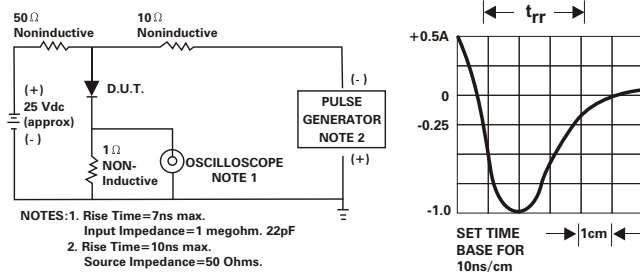 50Ω
Noninductive
10Ω
Noninductive
(+)
25 Vdc
(approx)
(-)
D.U.T.
1Ω
NON-
Inductive
OSCILLOSCOPE
NOTE 1
(-)
PULSE
GENERATOR
NOTE 2
(+)
NOTES:1. Rise Time=7ns max.
Input Impedance=1 megohm. 22pF
2. Rise Time=10ns max.
Source Impedance=50 Ohms.
trr
+0.5A
0
-0.25
-1.0
SET TIME
BASE FOR
10ns/cm
1cm